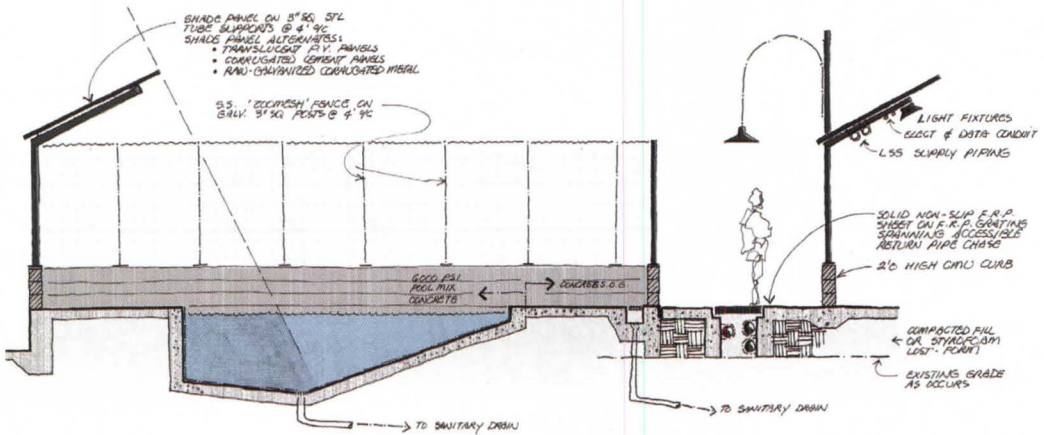 SHADE PANEL ON 3" SQ STL
TUBE SUPPORTS @ 4' O/C
SHADE PANEL ALTERNATES:
• TRANSLUCENT P.V. PANELS
• CORRUGATED CEMENT PANELS
• RAW-GALVANIZED CORRUGATED METAL
S.S. 'ZOOMESH' FENCE ON
GALV. 3" SQ POSTS @ 4' O/C
LIGHT FIXTURES
ELECT & DATA CONDUIT
LSS SUPPLY PIPING
SOLID NON-SLIP F.R.P.
SHEET ON F.R.P. GRATING
SPANNING ACCESSIBLE
RETURN PIPE CHASE
2'0 HIGH CMU CURB
6000 PSI
POOL MIX
CONCRETE
CONCRETE S.O.G
COMPACTED FILL
OR STYROFOAM
LOST-FORM
EXISTING GRADE
AS OCCURS
TO SANITARY DRAIN
TO SANITARY DRAIN